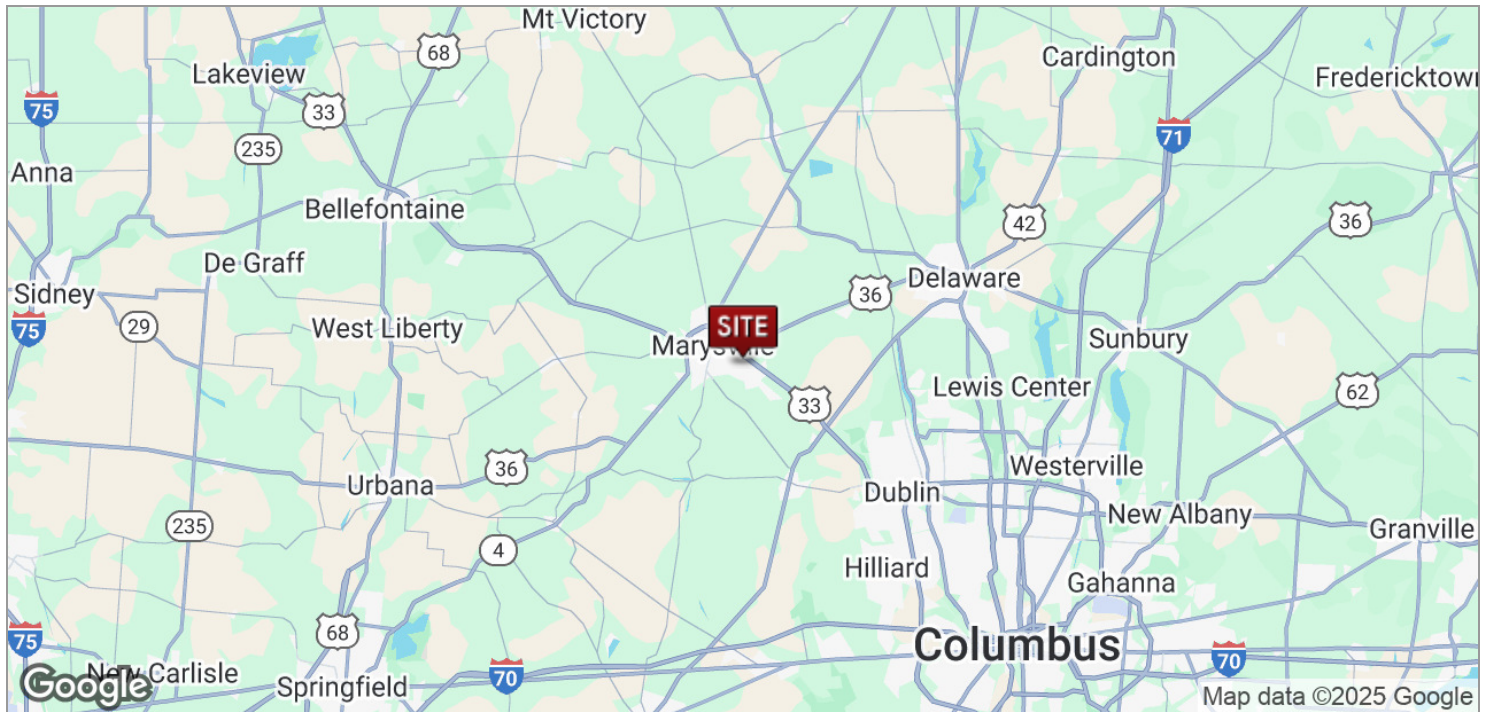 Mt Victory
68
Cardington
Lakeview
Fredericktow
75
33
71
235
Anna
Bellefontaine
42
36
De Graff
Delaware
Sidney
36
75
29
West Liberty
SITE
Marysville
Sunbury
33
Lewis Center
62
36
Urbana
Westerville
Dublin
New Albany
235
Granville
4
Hilliard
Gahanna
68
75
Columbus
70
70
New Carlisle
Springfield
Google
Map data ©2025 Google